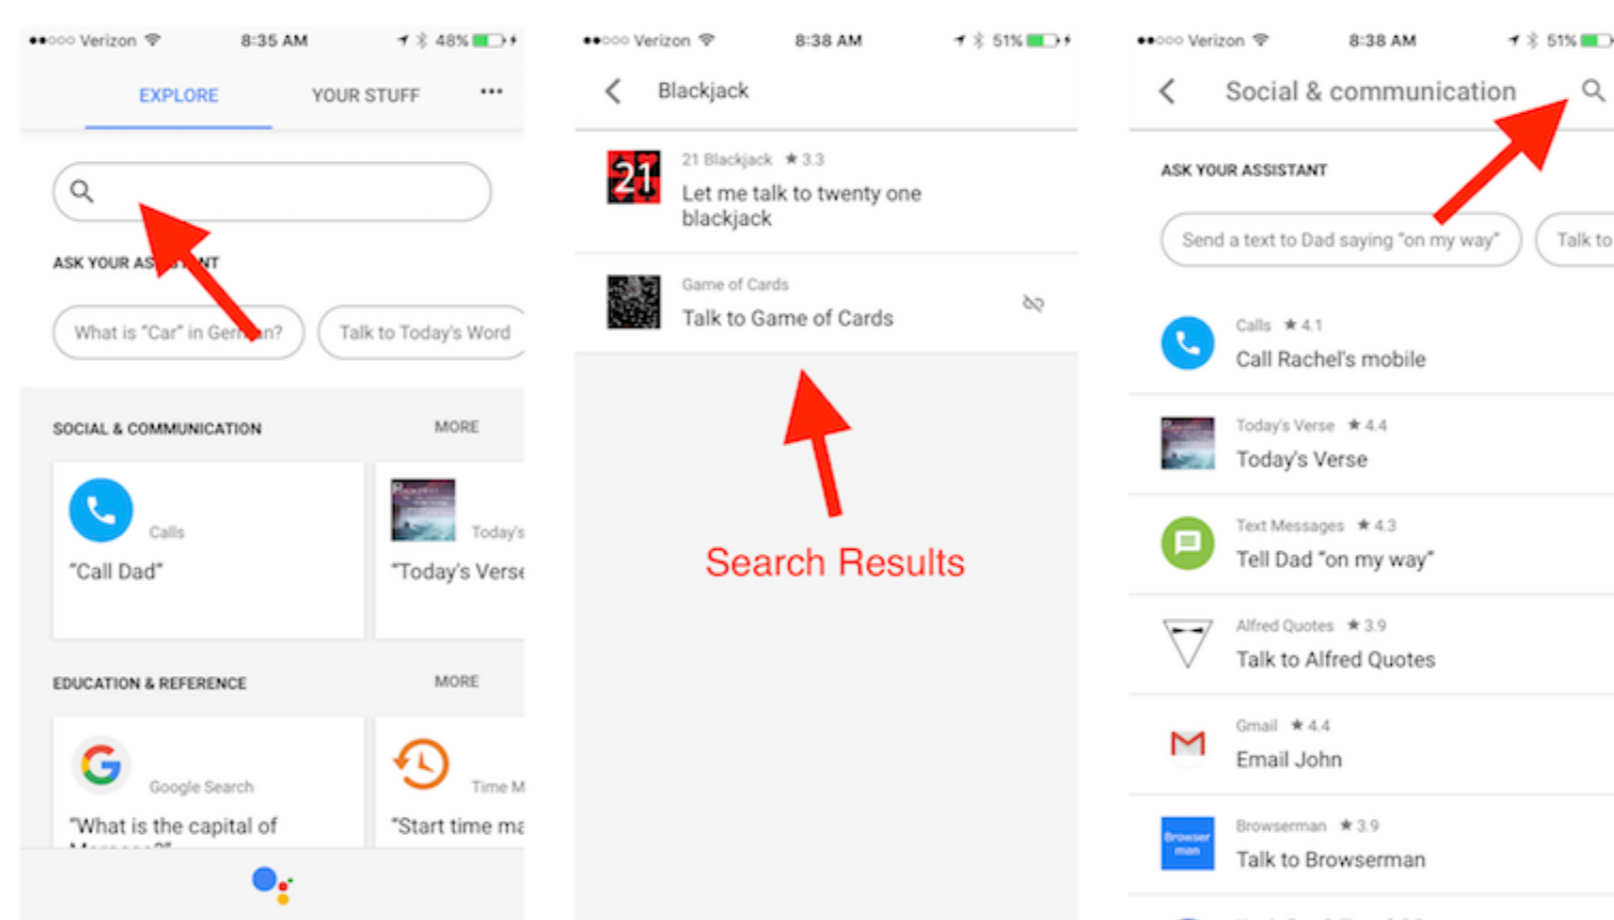 Verizon 8:35 AM 48%
EXPLORE YOUR STUFF
ASK YOUR ASSISTANT
What is "Car" in German? Talk to Today's Word
SOCIAL & COMMUNICATION MORE
Calls
"Call Dad"
Today's
"Today's Verse
EDUCATION & REFERENCE MORE
Google Search
"What is the capital of
Time M
"Start time ma
Verizon 8:38 AM 51%
Blackjack
21
21 Blackjack ★ 3.3
Let me talk to twenty one
blackjack
Game of Cards
Talk to Game of Cards
Search Results
Verizon 8:38 AM 51%
Social & communication
ASK YOUR ASSISTANT
Send a text to Dad saying "on my way" Talk to
Calls ★ 4.1
Call Rachel's mobile
Today's Verse ★ 4.4
Today's Verse
Text Messages ★ 4.3
Tell Dad "on my way"
Alfred Quotes ★ 3.9
Talk to Alfred Quotes
Gmail ★ 4.4
Email John
Browser
man
Browserman ★ 3.9
Talk to Browserman